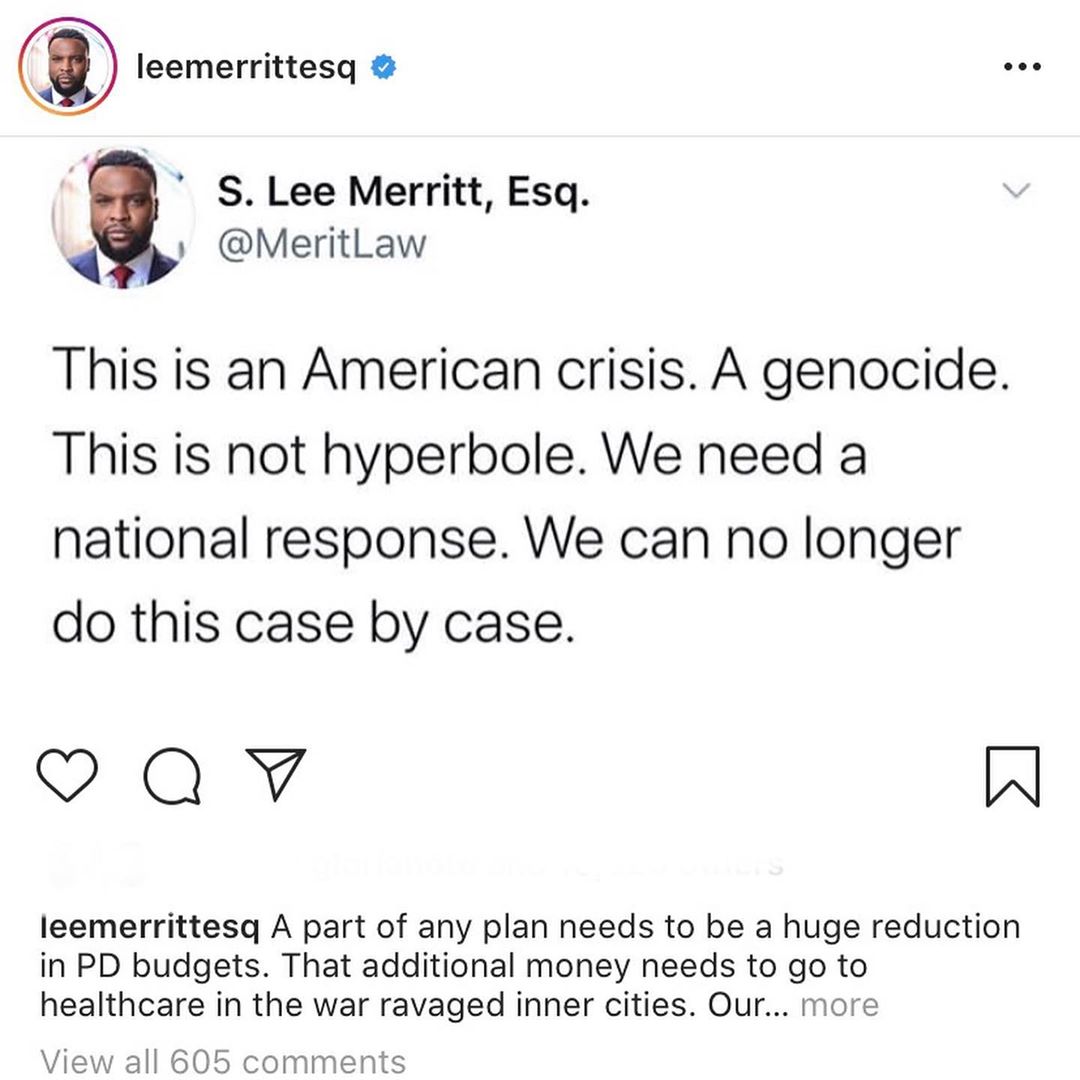 leemerrittesq
S. Lee Merritt, Esq.
@MeritLaw
This is an American crisis. A genocide.
This is not hyperbole. We need a
national response. We can no longer
do this case by case.
leemerrittesq A part of any plan needs to be a huge reduction
in PD budgets. That additional money needs to go to
healthcare in the war ravaged inner cities. Our... more
View all 605 comments